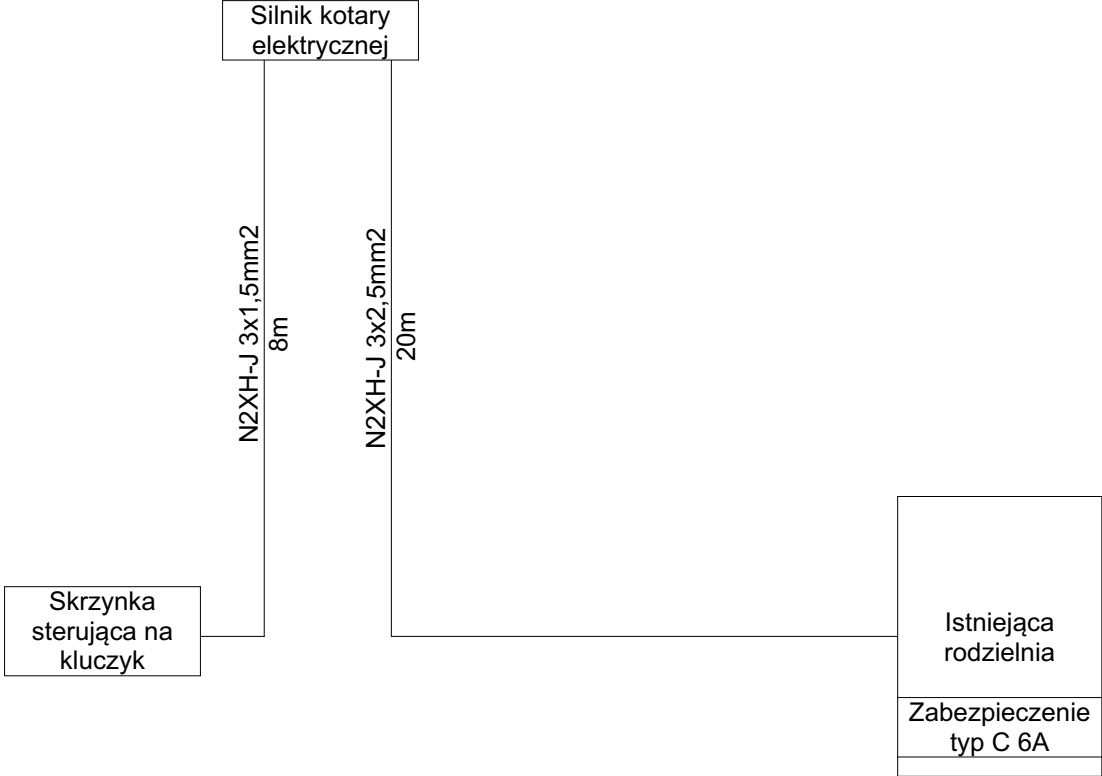 Silnik kotary
elektrycznej
N2XH-J 3x1,5mm2
8m
N2XH-J 3x2,5mm2
20m
Skrzynka
sterująca na
kluczyk
Istniejąca
rodzielnia
Zabezpieczenie
typ C 6A